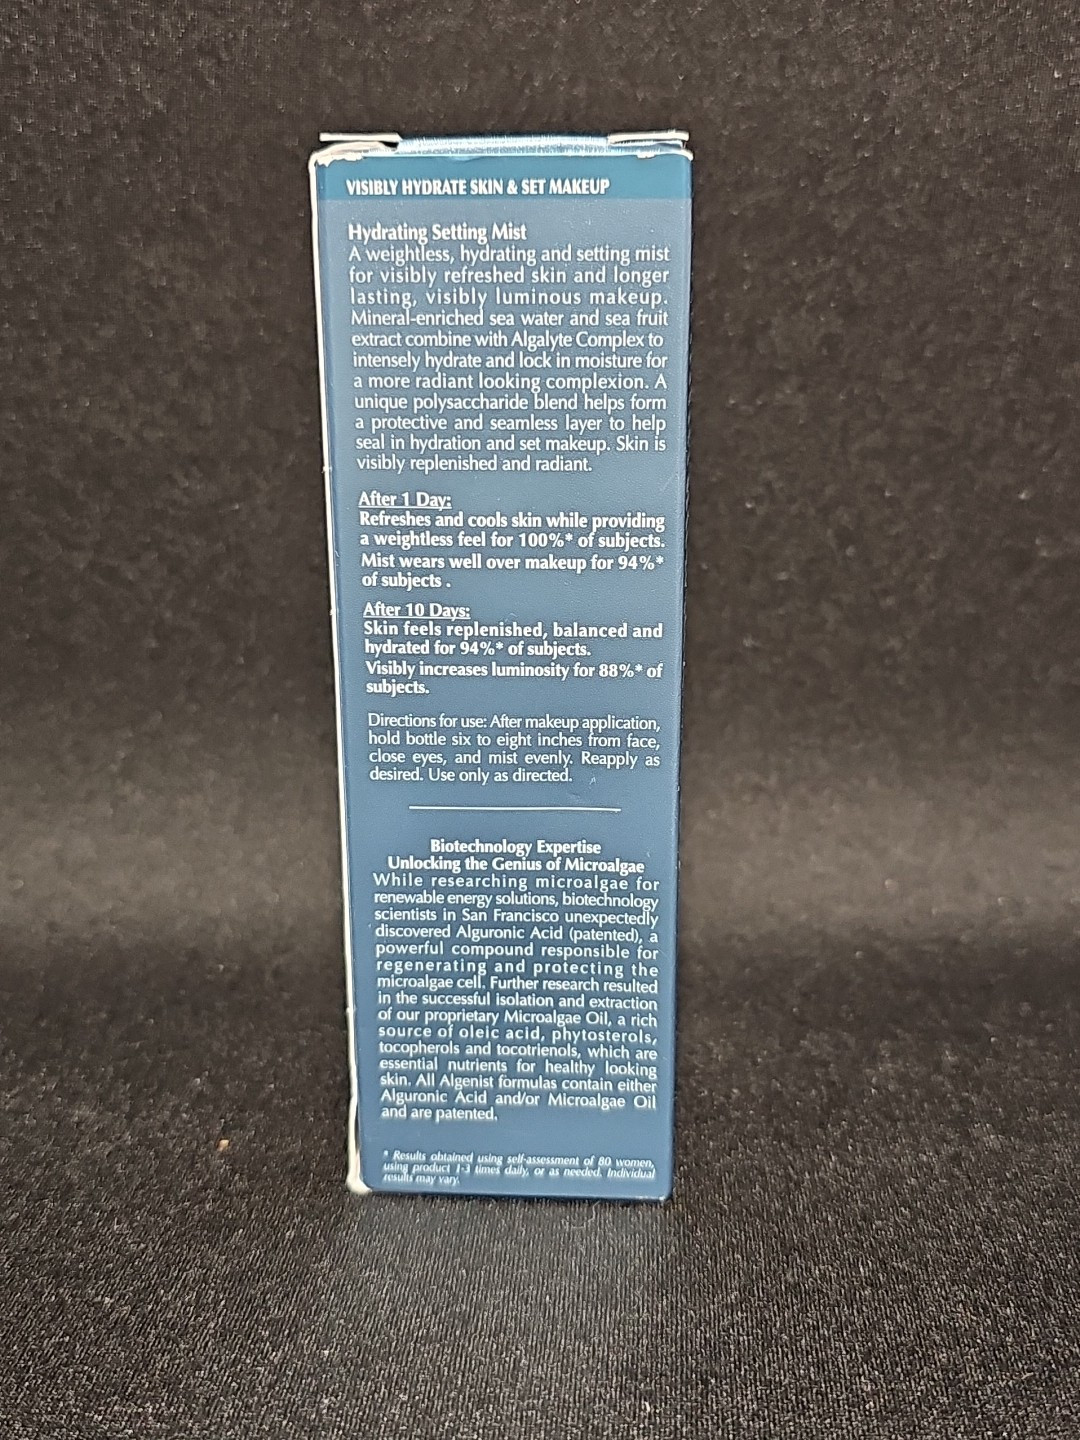 VISIBLY HYDRATE SKIN & SET MAKEUP
Hydrating Setting Mist
A weightless, hydrating and setting mist
for visibly refreshed skin and longer
lasting, visibly luminous makeup.
Mineral-enriched sea water and sea fruit
extract combine with Algalyte Complex to
intensely hydrate and lock in moisture for
a more radiant looking complexion. A
unique polysaccharide blend helps form
a protective and seamless layer to help
seal in hydration and set makeup. Skin is
visibly replenished and radiant.
After 1 Day:
Refreshes and cools skin while providing
a weightless feel for 100%* of subjects.
Mist wears well over makeup for 94%*
of subjects .
After 10 Days:
Skin feels replenished, balanced and
hydrated for 94%* of subjects.
Visibly increases luminosity for 88%* of
subjects.
Directions for use: After makeup application,
hold bottle six to eight inches from face,
close eyes, and mist evenly. Reapply as
desired. Use only as directed.
Biotechnology Expertise
Unlocking the Genius of Microalgae
While researching microalgae for
renewable energy solutions, biotechnology
scientists in San Francisco unexpectedly
discovered Alguronic Acid (patented), a
powerful compound responsible for
regenerating and protecting the
microalgae cell. Further research resulted
in the successful isolation and extraction
of our proprietary Microalgae Oil, a rich
source of oleic acid, phytosterols,
tocopherols and tocotrienols, which are
essential nutrients for healthy looking
skin. All Algenist formulas contain either
Alguronic Acid and/or Microalgae Oil
and are patented.
* Results obtained using self-assessment of 80 women,
using product 1-3 times daily, or as needed. Individual
results may vary.